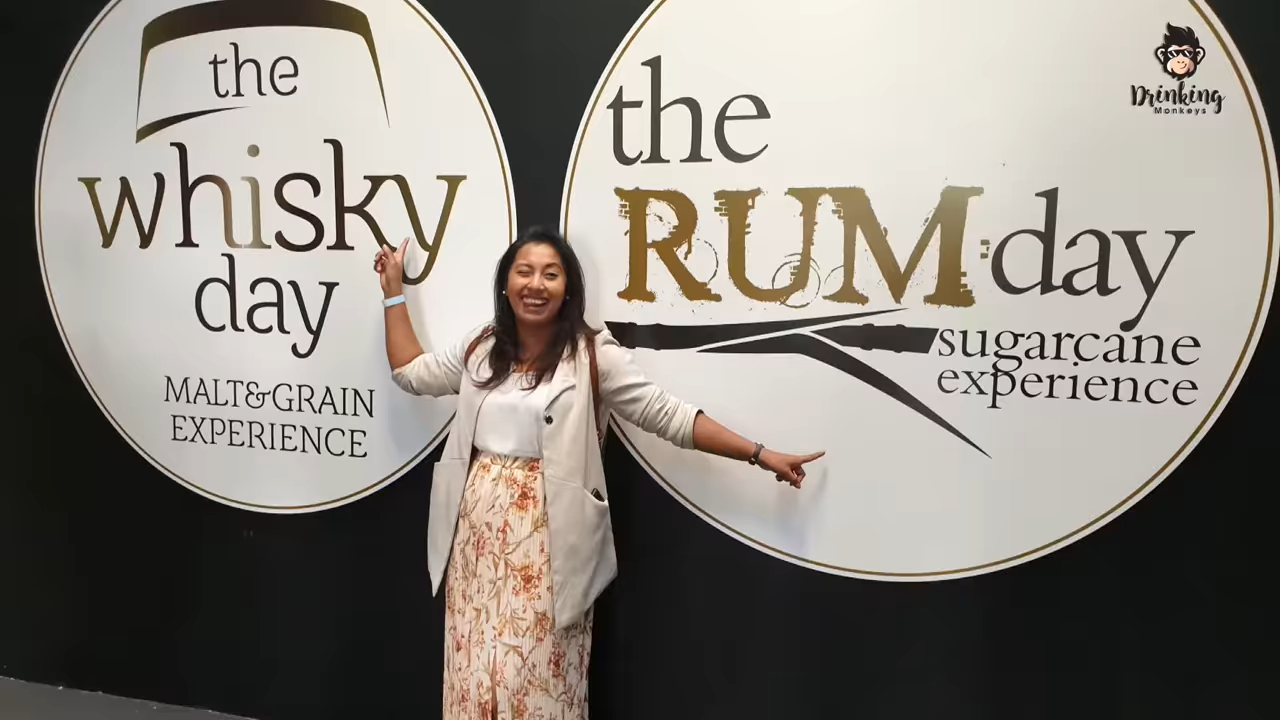 the
whisky
day
MALT&GRAIN
EXPERIENCE
the
RUM day
sugarcane
experience
Drinking
Monkeys